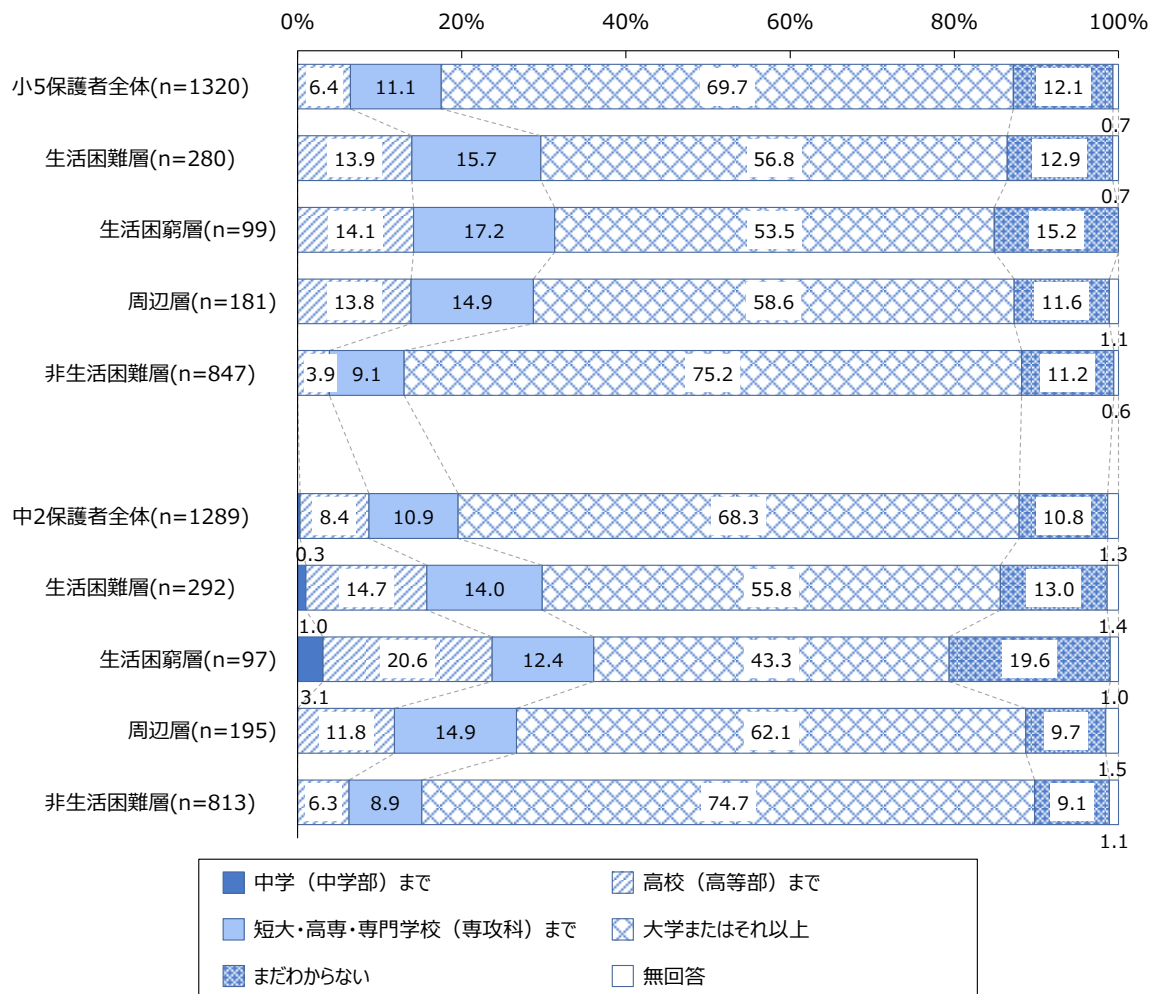 0% 20% 40% 60% 80% 100%
小5保護者全体(n=1320) 6.4 11.1 69.7 12.1
0.7
生活困難層(n=280) 13.9 15.7 56.8 12.9
0.7
生活困窮層(n=99) 14.1 17.2 53.5 15.2
周辺層(n=181) 13.8 14.9 58.6 11.6
1.1
非生活困難層(n=847) 3.9 9.1 75.2 11.2
0.6
中2保護者全体(n=1289) 8.4 10.9 68.3 10.8
0.3 1.3
生活困難層(n=292) 14.7 14.0 55.8 13.0
1.0 1.4
生活困窮層(n=97) 20.6 12.4 43.3 19.6
3.1 1.0
周辺層(n=195) 11.8 14.9 62.1 9.7
1.5
非生活困難層(n=813) 6.3 8.9 74.7 9.1
1.1
中学（中学部）まで 高校（高等部）まで
短大・高専・専門学校（専攻科）まで 大学またはそれ以上
まだわからない 無回答